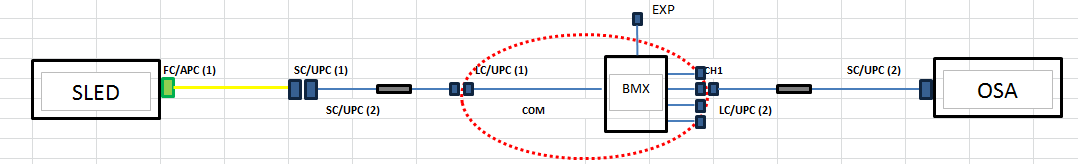 EXP
FC/APC (1)
SC/UPC (1)
LC/UPC (1)
CH1
SC/UPC (2)
SLED
BMX
OSA
SC/UPC (2)
COM
LC/UPC (2)